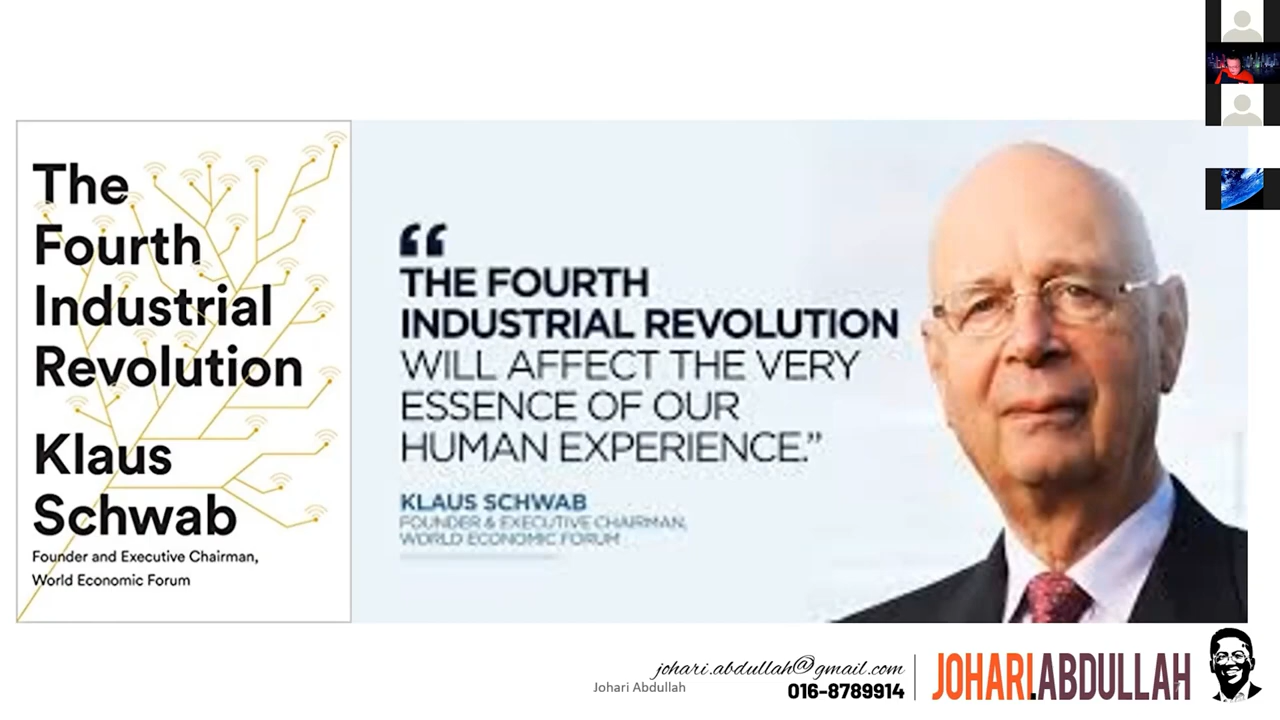 The
Fourth
Industrial
Revolution
Klaus
Schwab
Founder and Executive Chairman,
World Economic Forum
“
THE FOURTH
INDUSTRIAL REVOLUTION
WILL AFFECT THE VERY
ESSENCE OF OUR
HUMAN EXPERIENCE.”
KLAUS SCHWAB
FOUNDER & EXECUTIVE CHAIRMAN,
WORLD ECONOMIC FORUM
johari.abdullah@gmail.com
Johari Abdullah
016-8789914
JOHARI.ABDULLAH